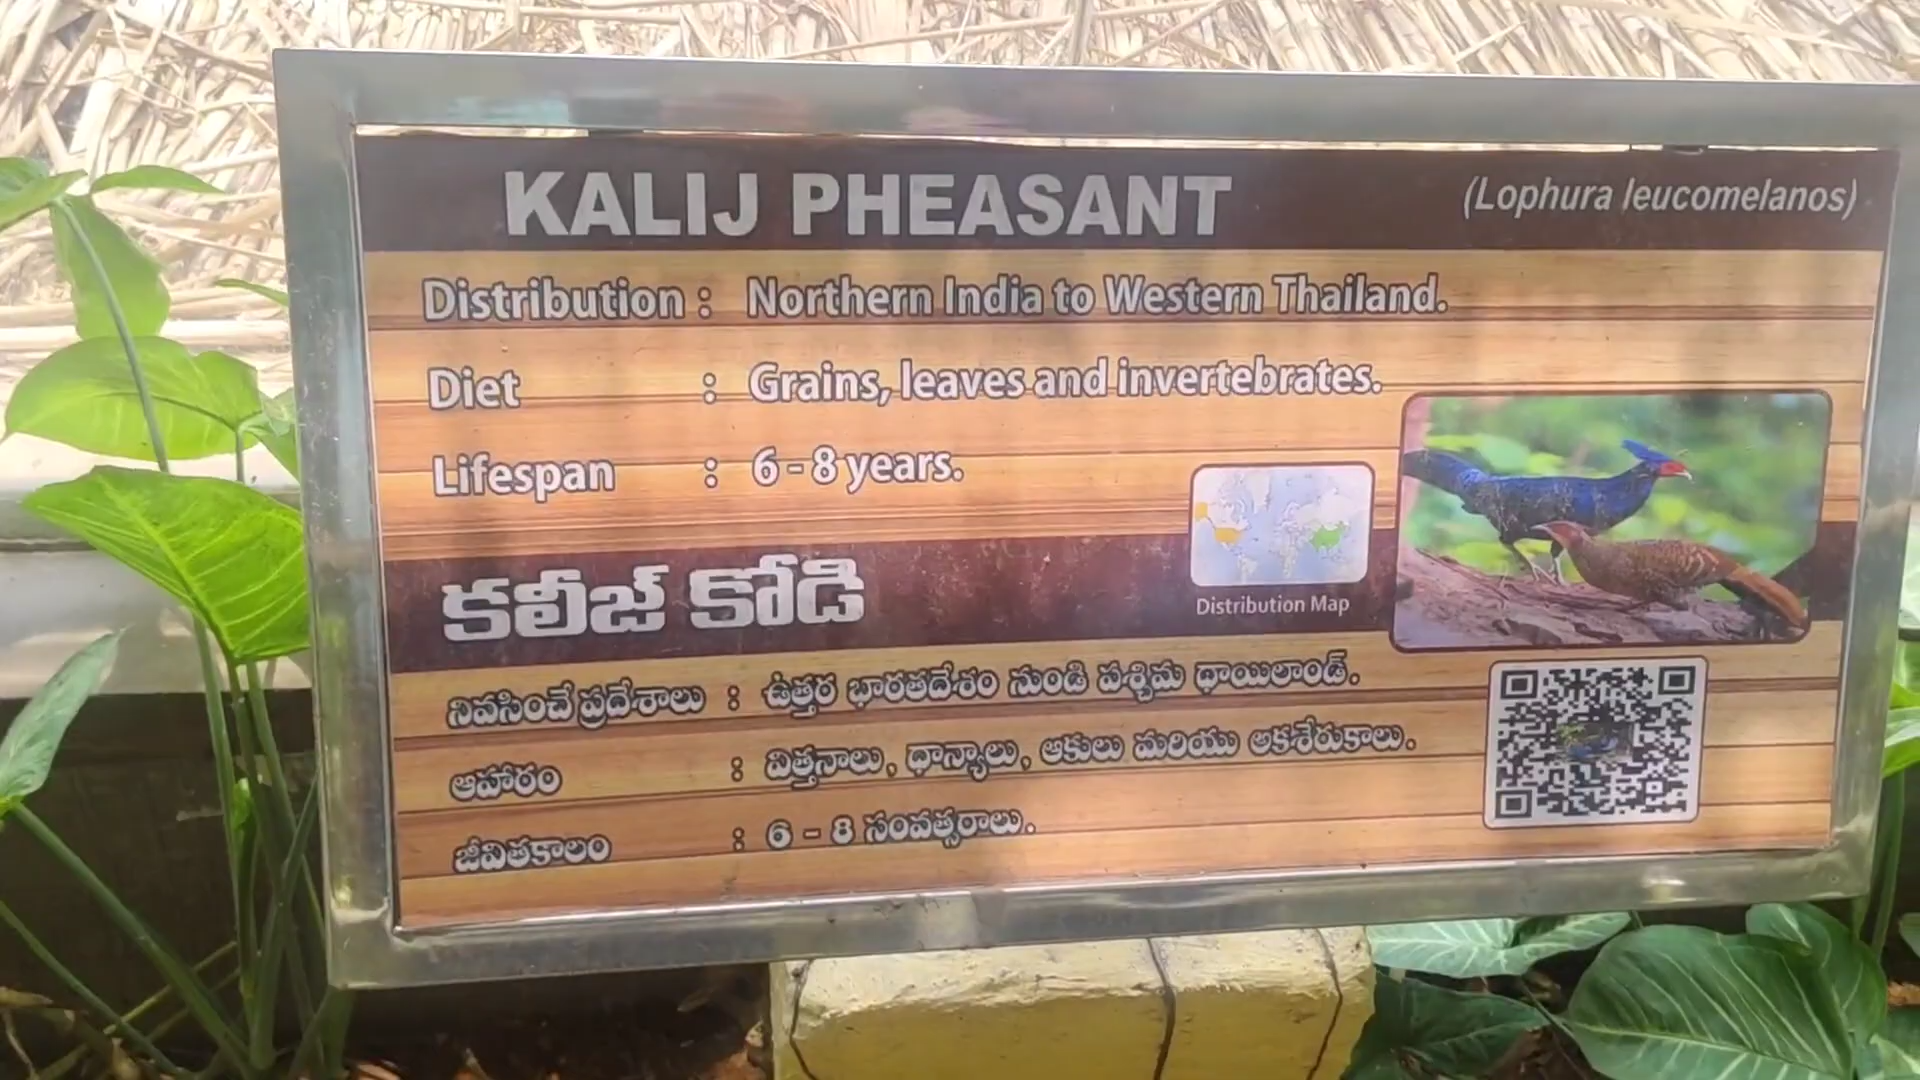 KALIJ PHEASANT (Lophura leucomelanos)
Distribution : Northern India to Western Thailand.
Diet : Grains, leaves and invertebrates.
Lifespan : 6 - 8 years.
Distribution Map
కలీజ్ కోడి
నివసించే ప్రదేశాలు : ఉత్తర భారతదేశం నుండి పశ్చిమ థాయిలాండ్.
ఆహారం : విత్తనాలు, ధాన్యాలు, ఆకులు మరియు అకశేరుకాలు.
జీవితకాలం : 6 - 8 సంవత్సరాలు.